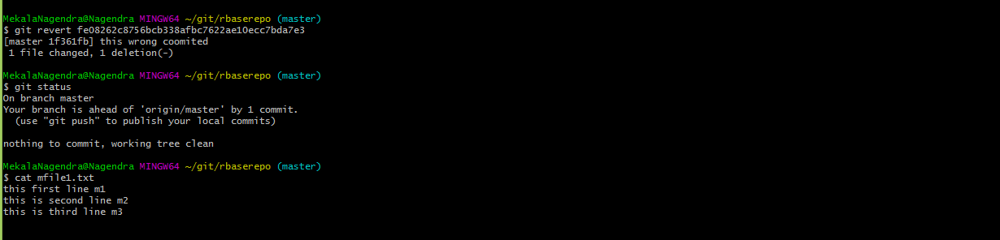 MekalaNagendra@Nagendra MINGW64 ~/git/rbaserepo (master)
$ git revert fe08262c8756bcb338afbc7622ae10ecc7bda7e3
[master 1f361fb] this wrong coomited
 1 file changed, 1 deletion(-)
MekalaNagendra@Nagendra MINGW64 ~/git/rbaserepo (master)
$ git status
On branch master
Your branch is ahead of 'origin/master' by 1 commit.
  (use "git push" to publish your local commits)
nothing to commit, working tree clean
MekalaNagendra@Nagendra MINGW64 ~/git/rbaserepo (master)
$ cat mfile1.txt
this first line m1
this is second line m2
this is third line m3